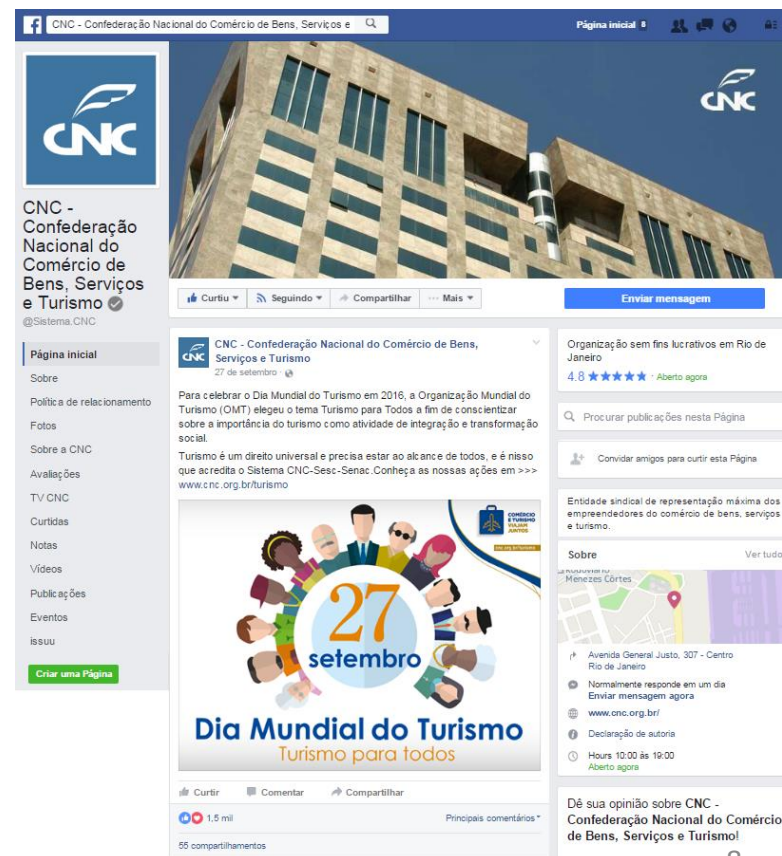 CNC - Confederação Nacional do Comércio de Bens, Serviços e
Página inicial 8
CNC
CNC
CNC -
Confederação
Nacional do
Comércio de
Bens, Serviços
e Turismo
@Sistema.CNC
Página inicial
Sobre
Política de relacionamento
Fotos
Sobre a CNC
Avaliações
TV CNC
Curtidas
Notas
Vídeos
Publicações
Eventos
issuu
Criar uma Página
Curtiu
Seguindo
Compartilhar
Mais
Enviar mensagem
CNC
CNC - Confederação Nacional do Comércio de Bens,
Serviços e Turismo
27 de setembro ·
Para celebrar o Dia Mundial do Turismo em 2016, a Organização Mundial do
Turismo (OMT) elegeu o tema Turismo para Todos a fim de conscientizar
sobre a importância do turismo como atividade de integração e transformação
social.
Turismo é um direito universal e precisa estar ao alcance de todos, e é nisso
que acredita o Sistema CNC-Sesc-Senac.Conheça as nossas ações em >>>
www.cnc.org.br/turismo
COMÉRCIO
E TURISMO
VIAJAM
JUNTOS
cnc.org.br/turismo
27
setembro
Dia Mundial do Turismo
Turismo para todos
Curtir
Comentar
Compartilhar
1,5 mil
Principais comentários
55 compartilhamentos
Organização sem fins lucrativos em Rio de
Janeiro
4.8 ★★★★★ · Aberto agora
Procurar publicações nesta Página
Convidar amigos para curtir esta Página
Entidade sindical de representação máxima dos
empreendedores do comércio de bens, serviços
e turismo.
Sobre
Ver tudo
Menezes Côrtes
Avenida General Justo, 307 - Centro
Rio de Janeiro
Normalmente responde em um dia
Enviar mensagem agora
www.cnc.org.br/
Declaração de autoria
Hours 10:00 às 19:00
Aberto agora
Dê sua opinião sobre CNC -
Confederação Nacional do Comércio
de Bens, Serviços e Turismo!